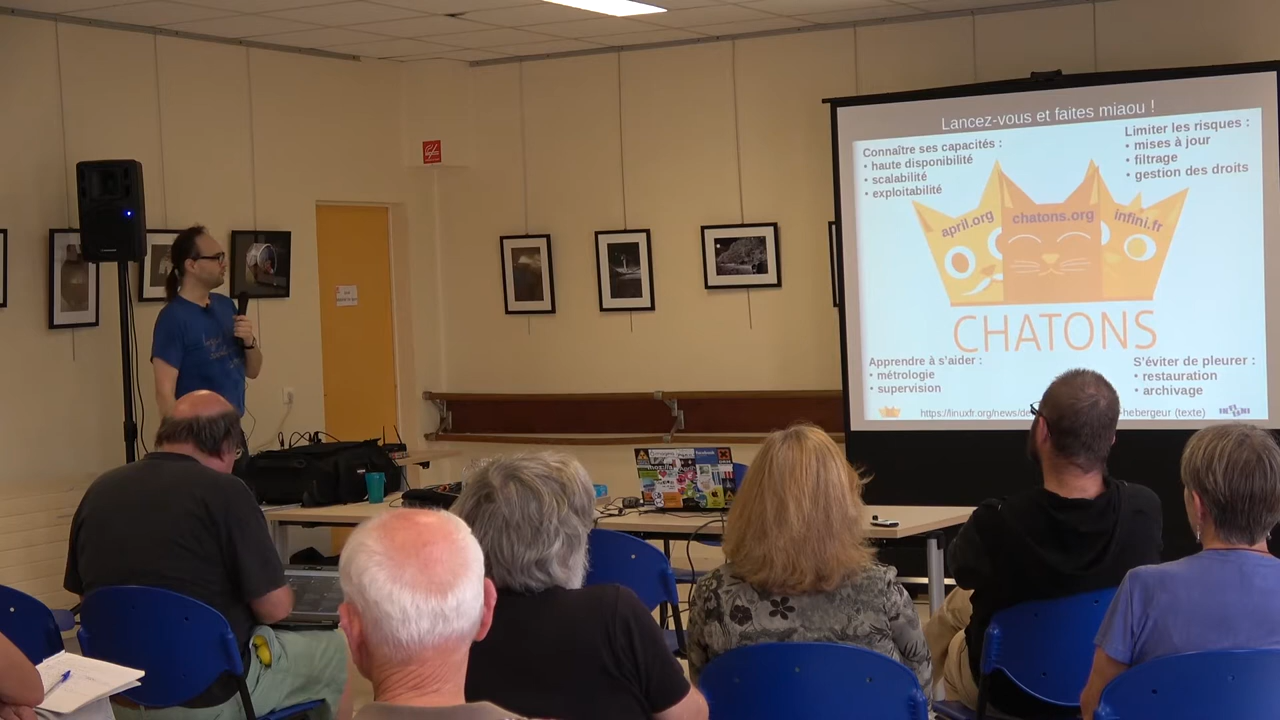 Lancez-vous et faites miaou !
Connaître ses capacités :
• haute disponibilité
• scalabilité
• exploitabilité
Limiter les risques :
• mises à jour
• filtrage
• gestion des droits
april.org
chatons.org
infini.fr
CHATONS
Apprendre à s'aider :
• métrologie
• supervision
S'éviter de pleurer :
• restauration
• archivage
https://linuxfr.org/news/de
-hebergeur (texte)